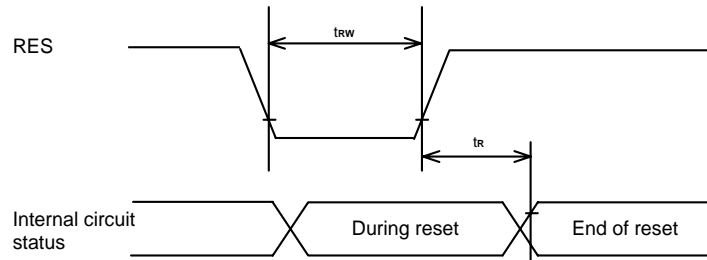 RES
tRW
tR
Internal circuit
status
During reset
End of reset